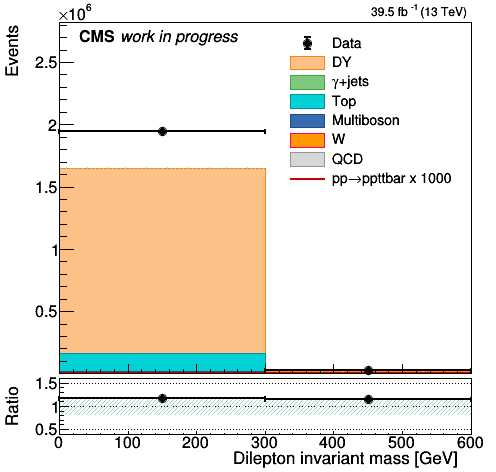 ×10⁶
39.5 fb⁻¹ (13 TeV)
Events
CMS work in progress
Data
DY
γ+jets
Top
Multiboson
W
QCD
pp→ppttbar x 1000
2.5
2
1.5
1
0.5
Ratio
1.5
1
0.5
0 100 200 300 400 500 600
Dilepton invariant mass [GeV]